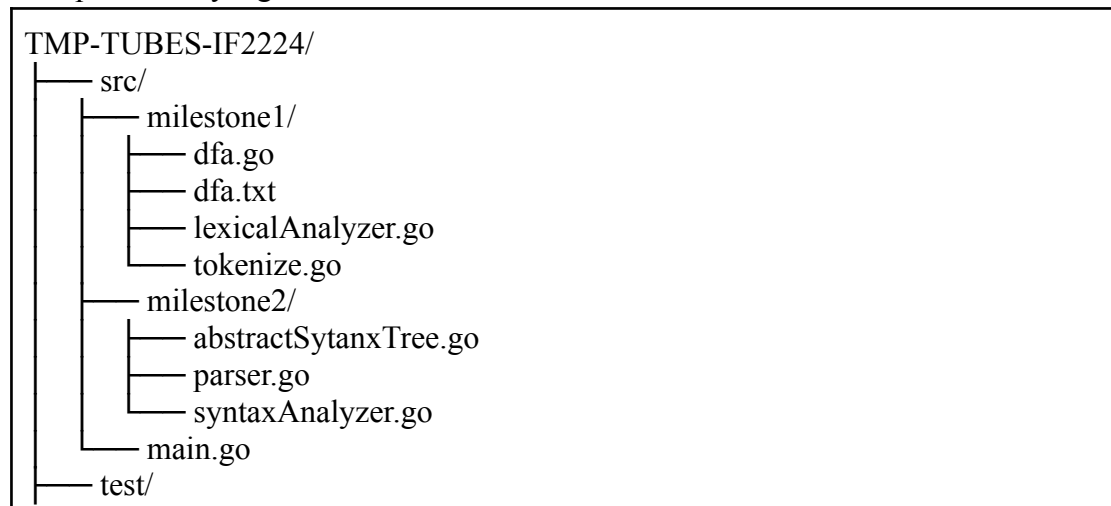 TMP-TUBES-IF2224/
├── src/
│   ├── milestone1/
│   │   ├── dfa.go
│   │   ├── dfa.txt
│   │   ├── lexicalAnalyzer.go
│   │   └── tokenize.go
│   ├── milestone2/
│   │   ├── abstractSytanxTree.go
│   │   ├── parser.go
│   │   └── syntaxAnalyzer.go
│   └── main.go
├── test/